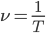 ν = 1/T